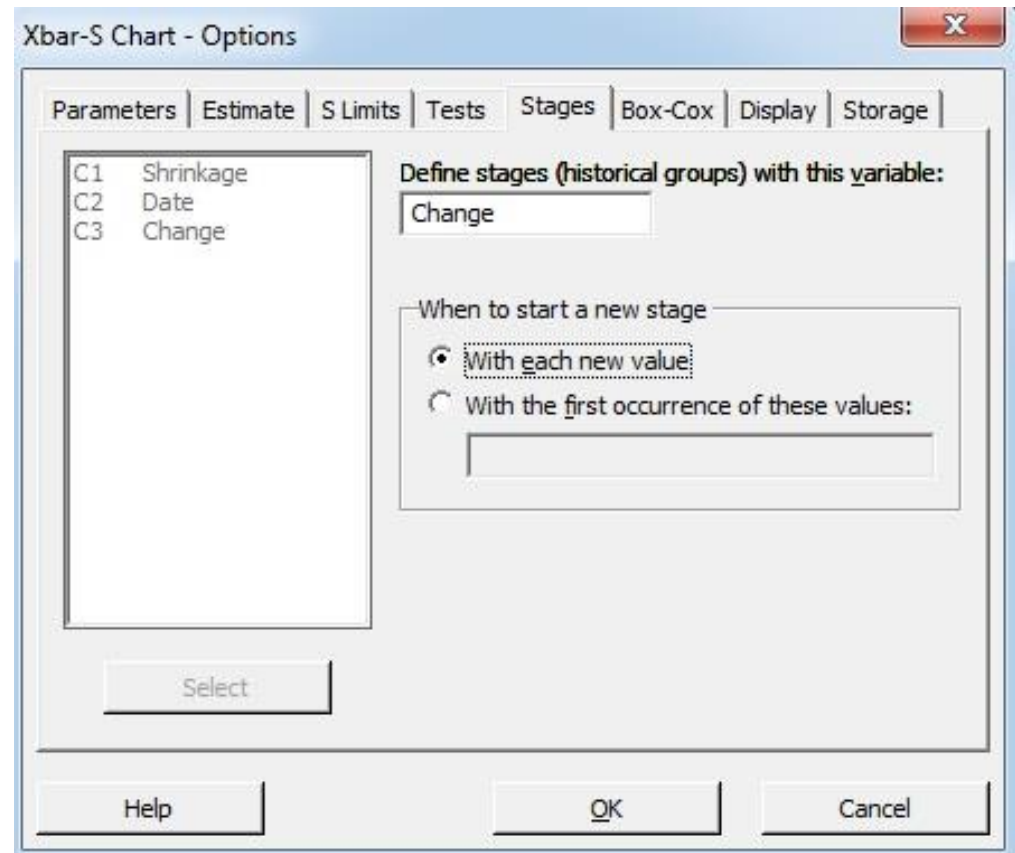 Xbar-S Chart - Options
x
Parameters Estimate S Limits Tests Stages Box-Cox Display Storage
C1 Shrinkage
C2 Date
C3 Change
Define stages (historical groups) with this variable:
Change
When to start a new stage
With each new value
With the first occurrence of these values:
Select
Help OK Cancel